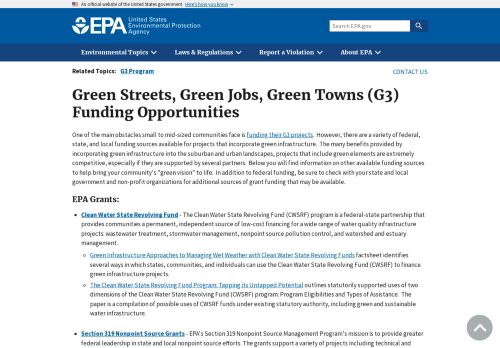 An official website of the United States government Here's how you know
EPA United States
Environmental Protection
Agency
Search EPA.gov
Environmental Topics Laws & Regulations Report a Violation About EPA
Related Topics: G3 Program CONTACT US
Green Streets, Green Jobs, Green Towns (G3)
Funding Opportunities
One of the main obstacles small to mid-sized communities face is funding their G3 projects. However, there are a variety of federal,
state, and local funding sources available for projects that incorporate green infrastructure. The many benefits provided by
incorporating green infrastructure into the suburban and urban landscapes, projects that include green elements are extremely
competitive, especially if they are supported by several partners. Below you will find information on other available funding sources
to help bring your community's "green vision" to life. In addition to federal funding, be sure to check with your state and local
government and non-profit organizations for additional sources of grant funding that may be available.
EPA Grants:
• Clean Water State Revolving Fund - The Clean Water State Revolving Fund (CWSRF) program is a federal-state partnership that
provides communities a permanent, independent source of low-cost financing for a wide range of water quality infrastructure
projects: wastewater treatment, stormwater management, nonpoint source pollution control, and watershed and estuary
management.
◦ Green Infrastructure Approaches to Managing Wet Weather with Clean Water State Revolving Funds factsheet identifies
several ways in which states, communities, and individuals can use the Clean Water State Revolving Fund (CWSRF) to finance
green infrastructure projects.
◦ The Clean Water State Revolving Fund Program: Tapping its Untapped Potential outlines statutorily supported uses of two
dimensions of the Clean Water State Revolving Fund (CWSRF) program: Program Eligibilities and Types of Assistance. The
paper is a compilation of possible uses of CWSRF funds under existing statutory authority, including green and sustainable
water infrastructure.
• Section 319 Nonpoint Source Grants - EPA's Section 319 Nonpoint Source Management Program's mission is to provide greater
federal leadership in state and local nonpoint source efforts. The grants support a variety of projects including technical and